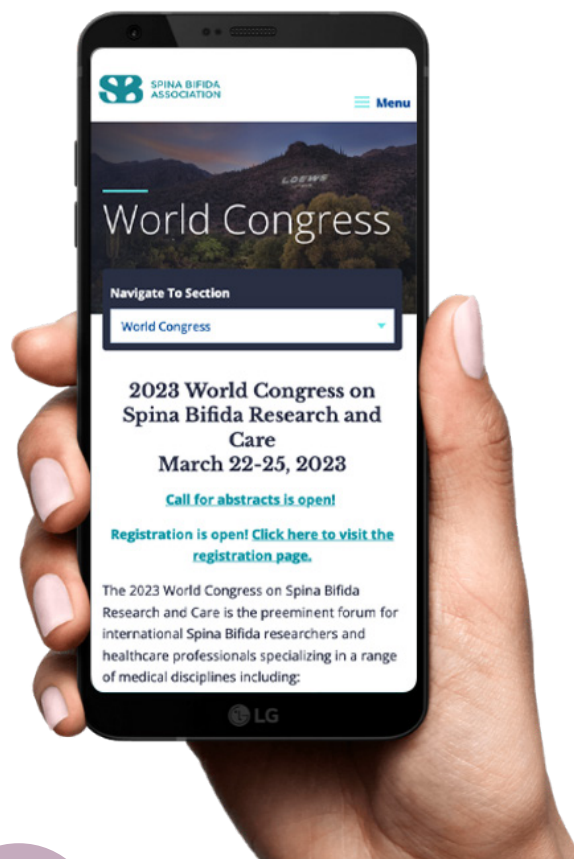 SPINA BIFIDA
ASSOCIATION
Menu
LOEWS
World Congress
Navigate To Section
World Congress
2023 World Congress on
Spina Bifida Research and
Care
March 22-25, 2023
Call for abstracts is open!
Registration is open! Click here to visit the
registration page.
The 2023 World Congress on Spina Bifida
Research and Care is the preeminent forum for
international Spina Bifida researchers and
healthcare professionals specializing in a range
of medical disciplines including:
LG